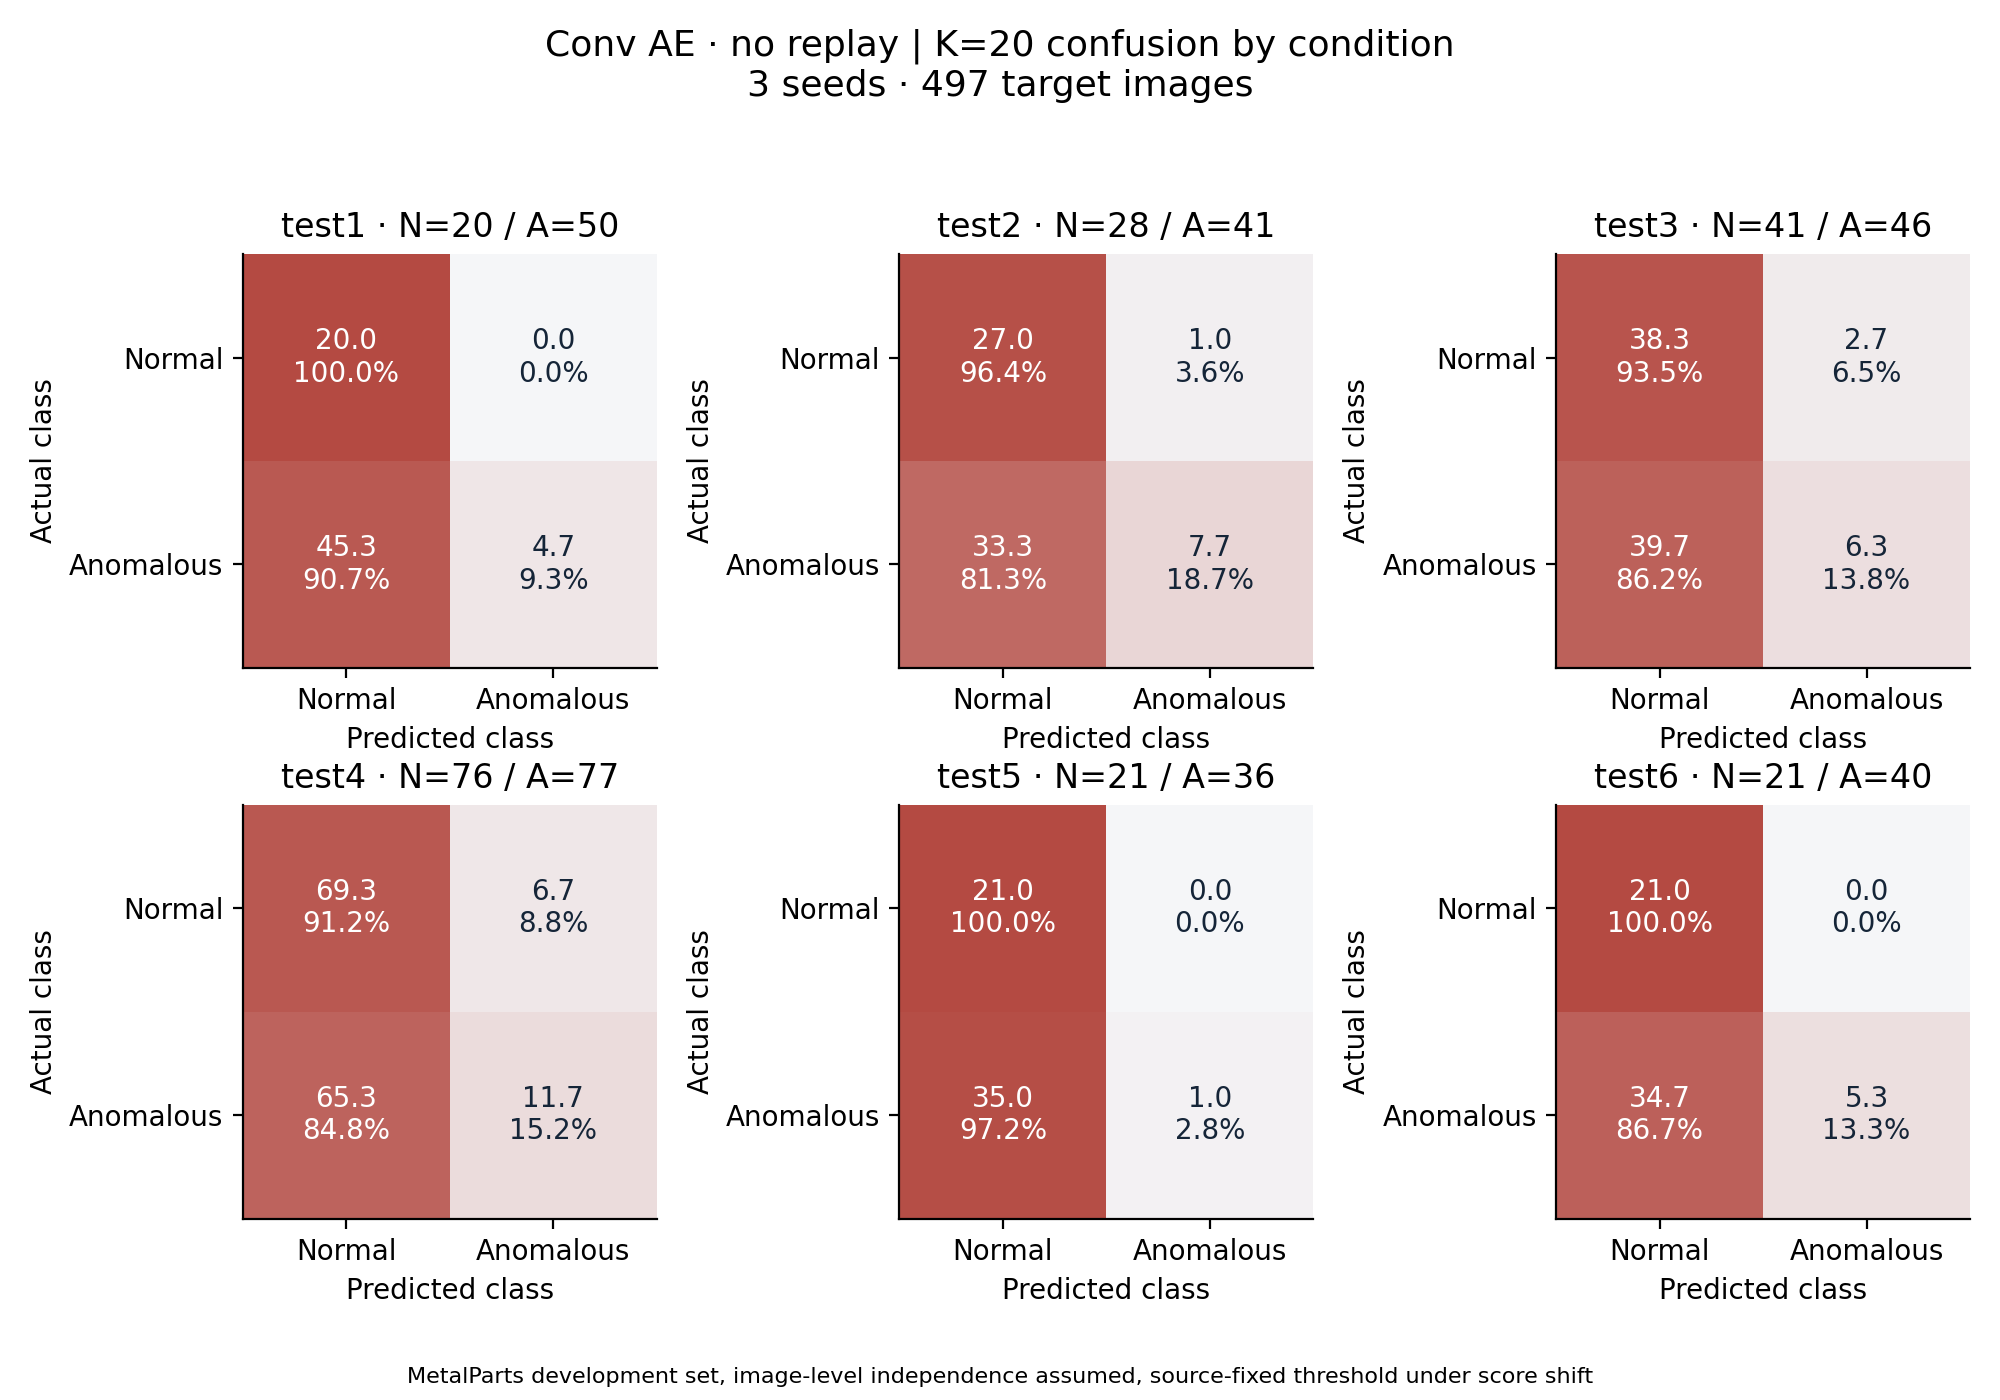 Conv AE · no replay | K=20 confusion by condition
3 seeds · 497 target images
test1 · N=20 / A=50
Actual class
Normal
20.0
100.0%
0.0
0.0%
Anomalous
45.3
90.7%
4.7
9.3%
Normal
Anomalous
Predicted class
test2 · N=28 / A=41
Actual class
Normal
27.0
96.4%
1.0
3.6%
Anomalous
33.3
81.3%
7.7
18.7%
Normal
Anomalous
Predicted class
test3 · N=41 / A=46
Actual class
Normal
38.3
93.5%
2.7
6.5%
Anomalous
39.7
86.2%
6.3
13.8%
Normal
Anomalous
Predicted class
test4 · N=76 / A=77
Actual class
Normal
69.3
91.2%
6.7
8.8%
Anomalous
65.3
84.8%
11.7
15.2%
Normal
Anomalous
Predicted class
test5 · N=21 / A=36
Actual class
Normal
21.0
100.0%
0.0
0.0%
Anomalous
35.0
97.2%
1.0
2.8%
Normal
Anomalous
Predicted class
test6 · N=21 / A=40
Actual class
Normal
21.0
100.0%
0.0
0.0%
Anomalous
34.7
86.7%
5.3
13.3%
Normal
Anomalous
Predicted class
MetalParts development set, image-level independence assumed, source-fixed threshold under score shift